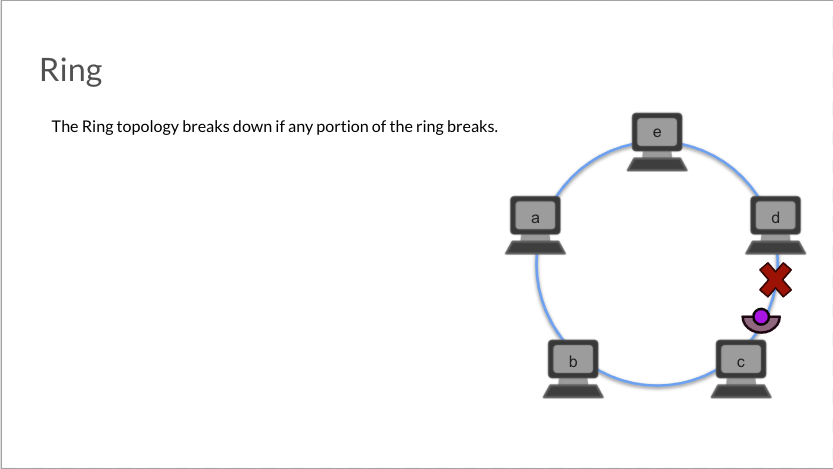 Ring
The Ring topology breaks down if any portion of the ring breaks.
e
a
d
b
c